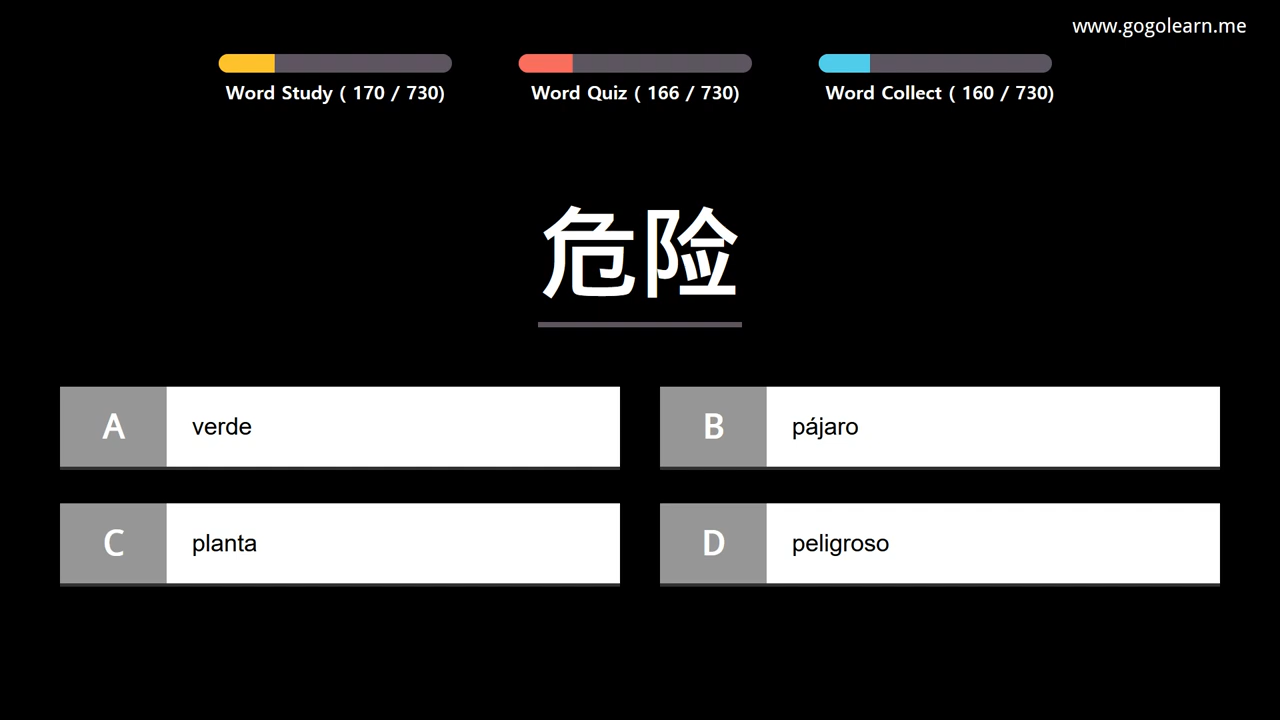 www.gogolearn.me
Word Study ( 170 / 730)
Word Quiz ( 166 / 730)
Word Collect ( 160 / 730)
危险
A verde
B pájaro
C planta
D peligroso